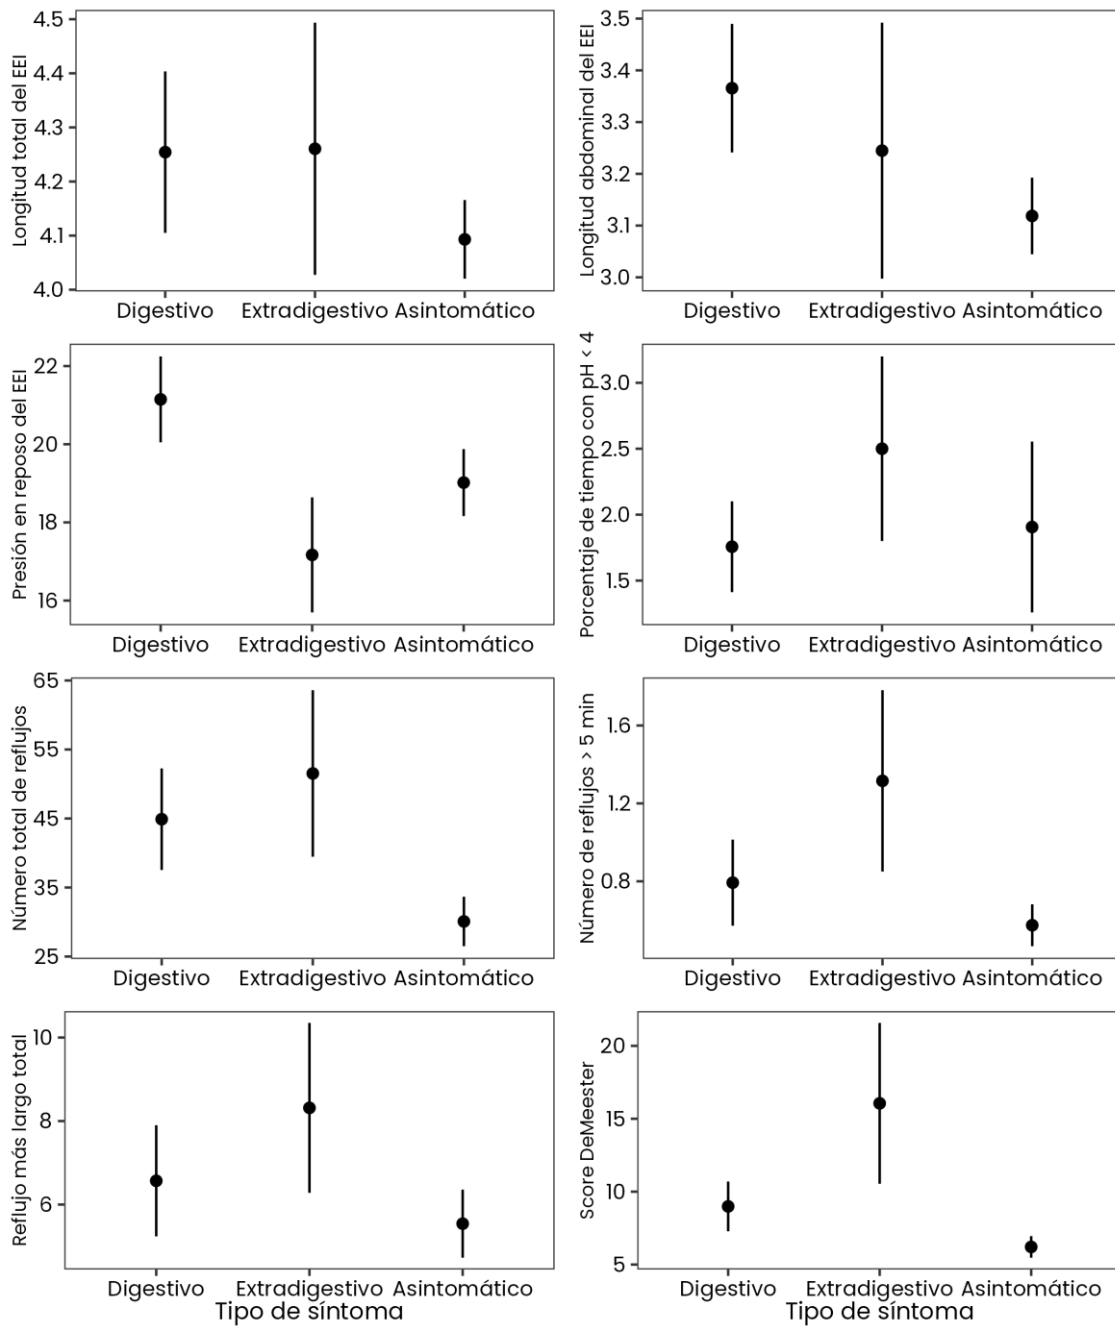 Longitud total del EEI
4.5
4.4
4.3
4.2
4.1
4.0
Digestivo Extradigestivo Asintomático
Longitud abdominal del EEI
3.5
3.4
3.3
3.2
3.1
3.0
Digestivo Extradigestivo Asintomático
Presión en reposo del EEI
22
20
18
16
Digestivo Extradigestivo Asintomático
Porcentaje de tiempo con pH < 4
3.0
2.5
2.0
1.5
Digestivo Extradigestivo Asintomático
Número total de reflujos
65
55
45
35
25
Digestivo Extradigestivo Asintomático
Número de reflujos > 5 min
1.6
1.2
0.8
Digestivo Extradigestivo Asintomático
Reflujo más largo total
10
8
6
Digestivo Extradigestivo Asintomático
Tipo de síntoma
Score DeMeester
20
15
10
5
Digestivo Extradigestivo Asintomático
Tipo de síntoma